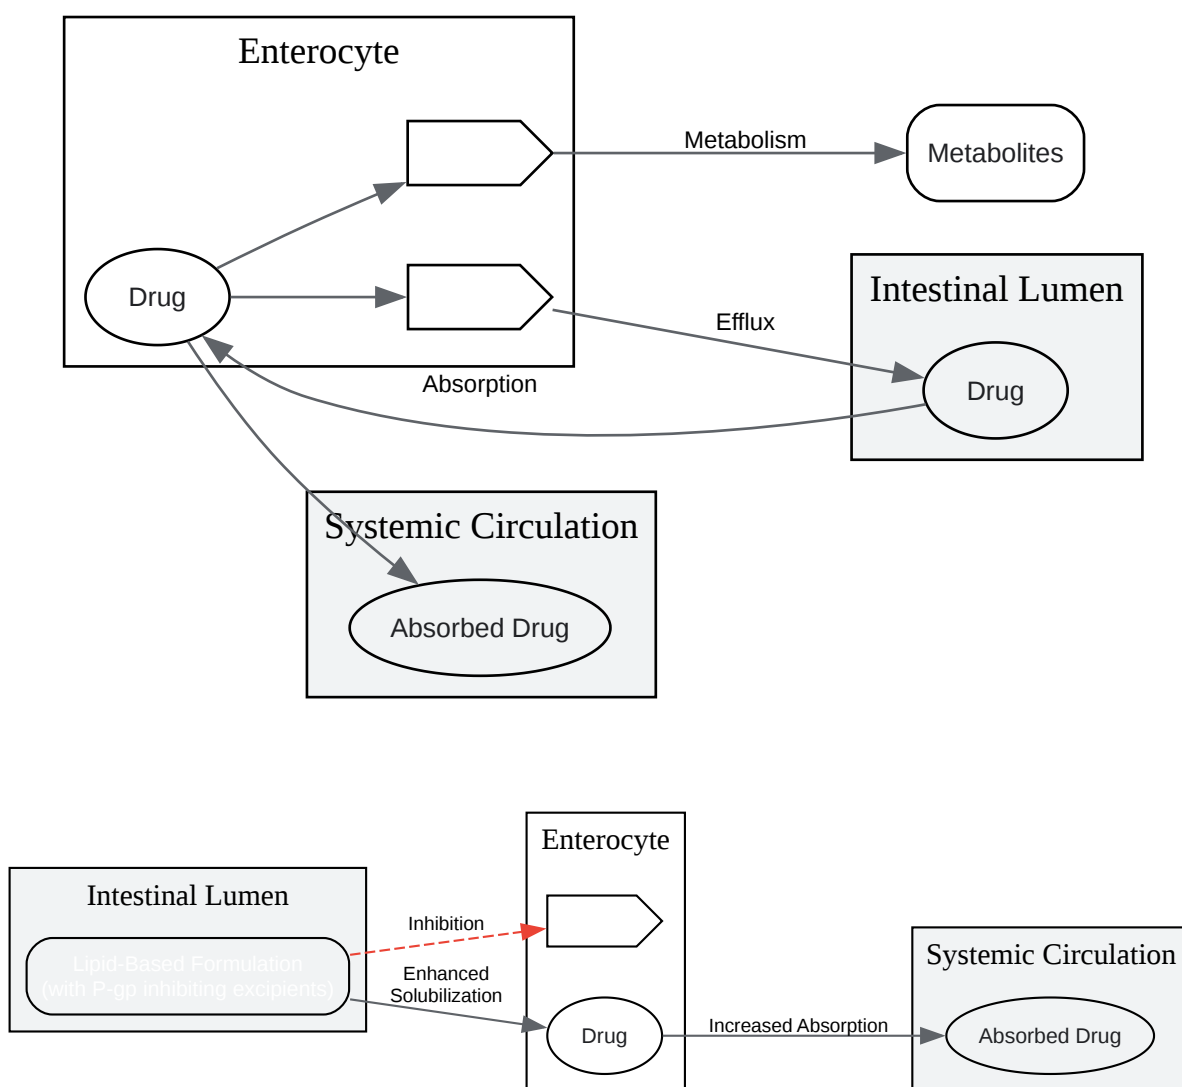 Enterocyte
Metabolism
Metabolites
Drug
Intestinal Lumen
Efflux
Drug
Absorption
Systemic Circulation
Absorbed Drug
Enterocyte
Intestinal Lumen
Inhibition
Lipid-Based Formulation
(with P-gp inhibiting excipients)
Enhanced
Solubilization
Drug
Increased Absorption
Systemic Circulation
Absorbed Drug